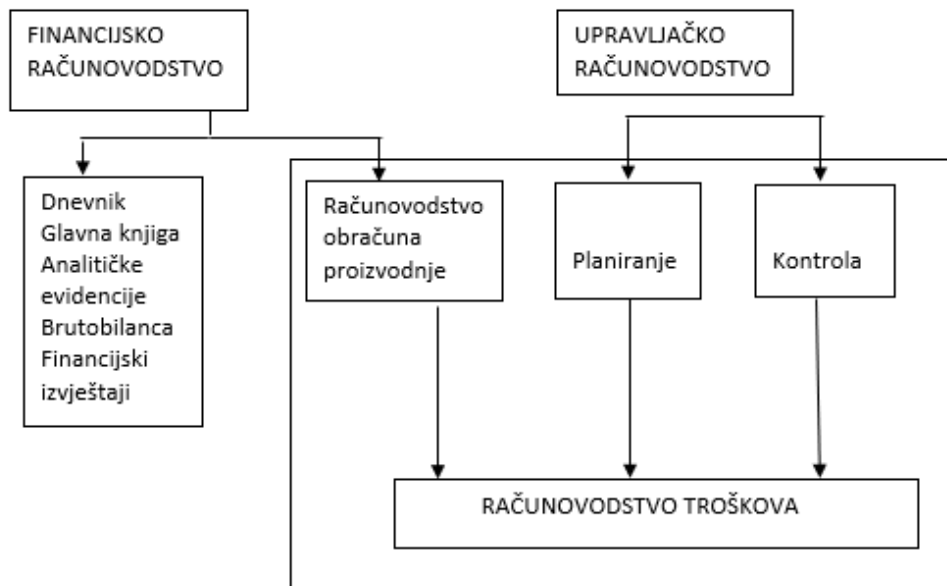 FINANCIJSKO
RAČUNOVODSTVO
UPRAVLJAČKO
RAČUNOVODSTVO
Dnevnik
Glavna knjiga
Analitičke
evidencije
Brutobilanca
Financijski
izvještaji
Računovodstvo
obračuna
proizvodnje
Planiranje
Kontrola
RAČUNOVODSTVO TROŠKOVA